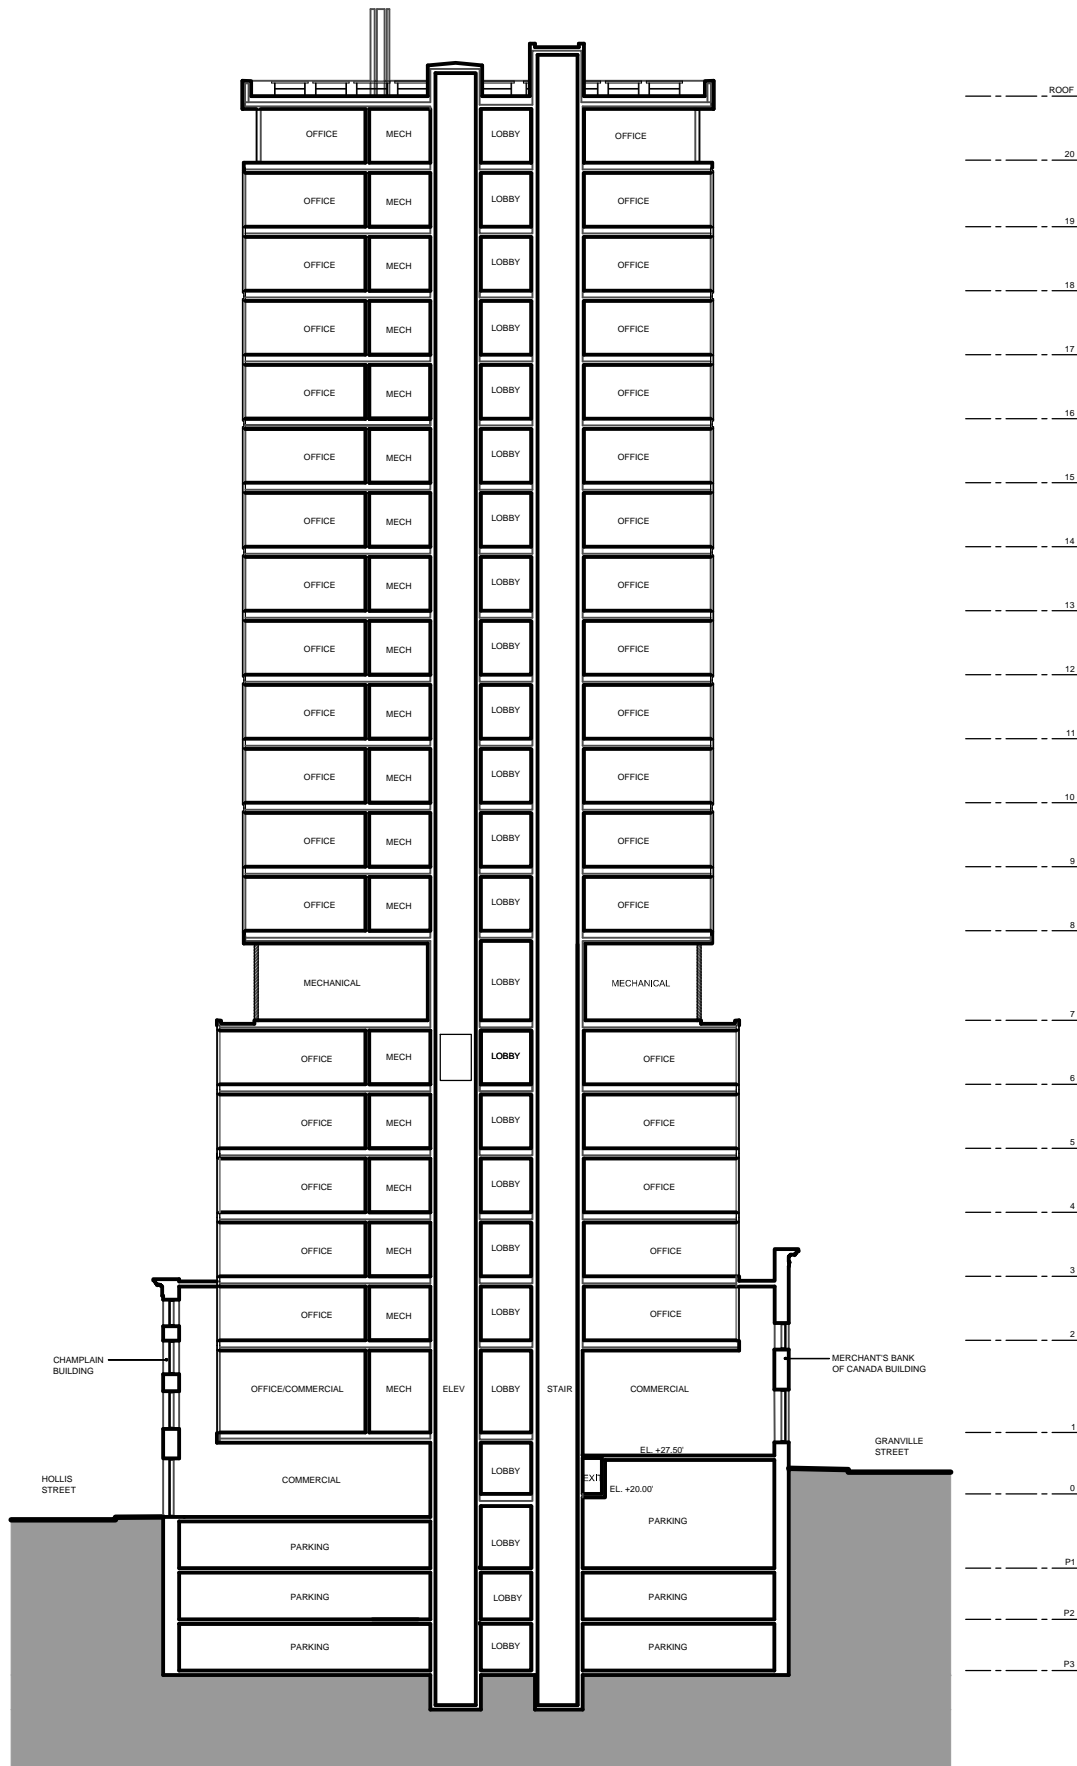 ROOF
OFFICE MECH LOBBY OFFICE
20
OFFICE MECH LOBBY OFFICE
19
OFFICE MECH LOBBY OFFICE
18
OFFICE MECH LOBBY OFFICE
17
OFFICE MECH LOBBY OFFICE
16
OFFICE MECH LOBBY OFFICE
15
OFFICE MECH LOBBY OFFICE
14
OFFICE MECH LOBBY OFFICE
13
OFFICE MECH LOBBY OFFICE
12
OFFICE MECH LOBBY OFFICE
11
OFFICE MECH LOBBY OFFICE
10
OFFICE MECH LOBBY OFFICE
9
OFFICE MECH LOBBY OFFICE
8
MECHANICAL LOBBY MECHANICAL
7
OFFICE MECH LOBBY OFFICE
6
OFFICE MECH LOBBY OFFICE
5
OFFICE MECH LOBBY OFFICE
4
OFFICE MECH LOBBY OFFICE
3
OFFICE MECH LOBBY OFFICE
2
CHAMPLAIN
BUILDING
MERCHANT'S BANK
OF CANADA BUILDING
OFFICE/COMMERCIAL MECH ELEV LOBBY STAIR COMMERCIAL
1
GRANVILLE
STREET
EL. +27.50'
HOLLIS
STREET
COMMERCIAL LOBBY EXIT
EL. +20.00'
0
PARKING
PARKING LOBBY
P1
PARKING LOBBY PARKING
P2
PARKING LOBBY PARKING
P3